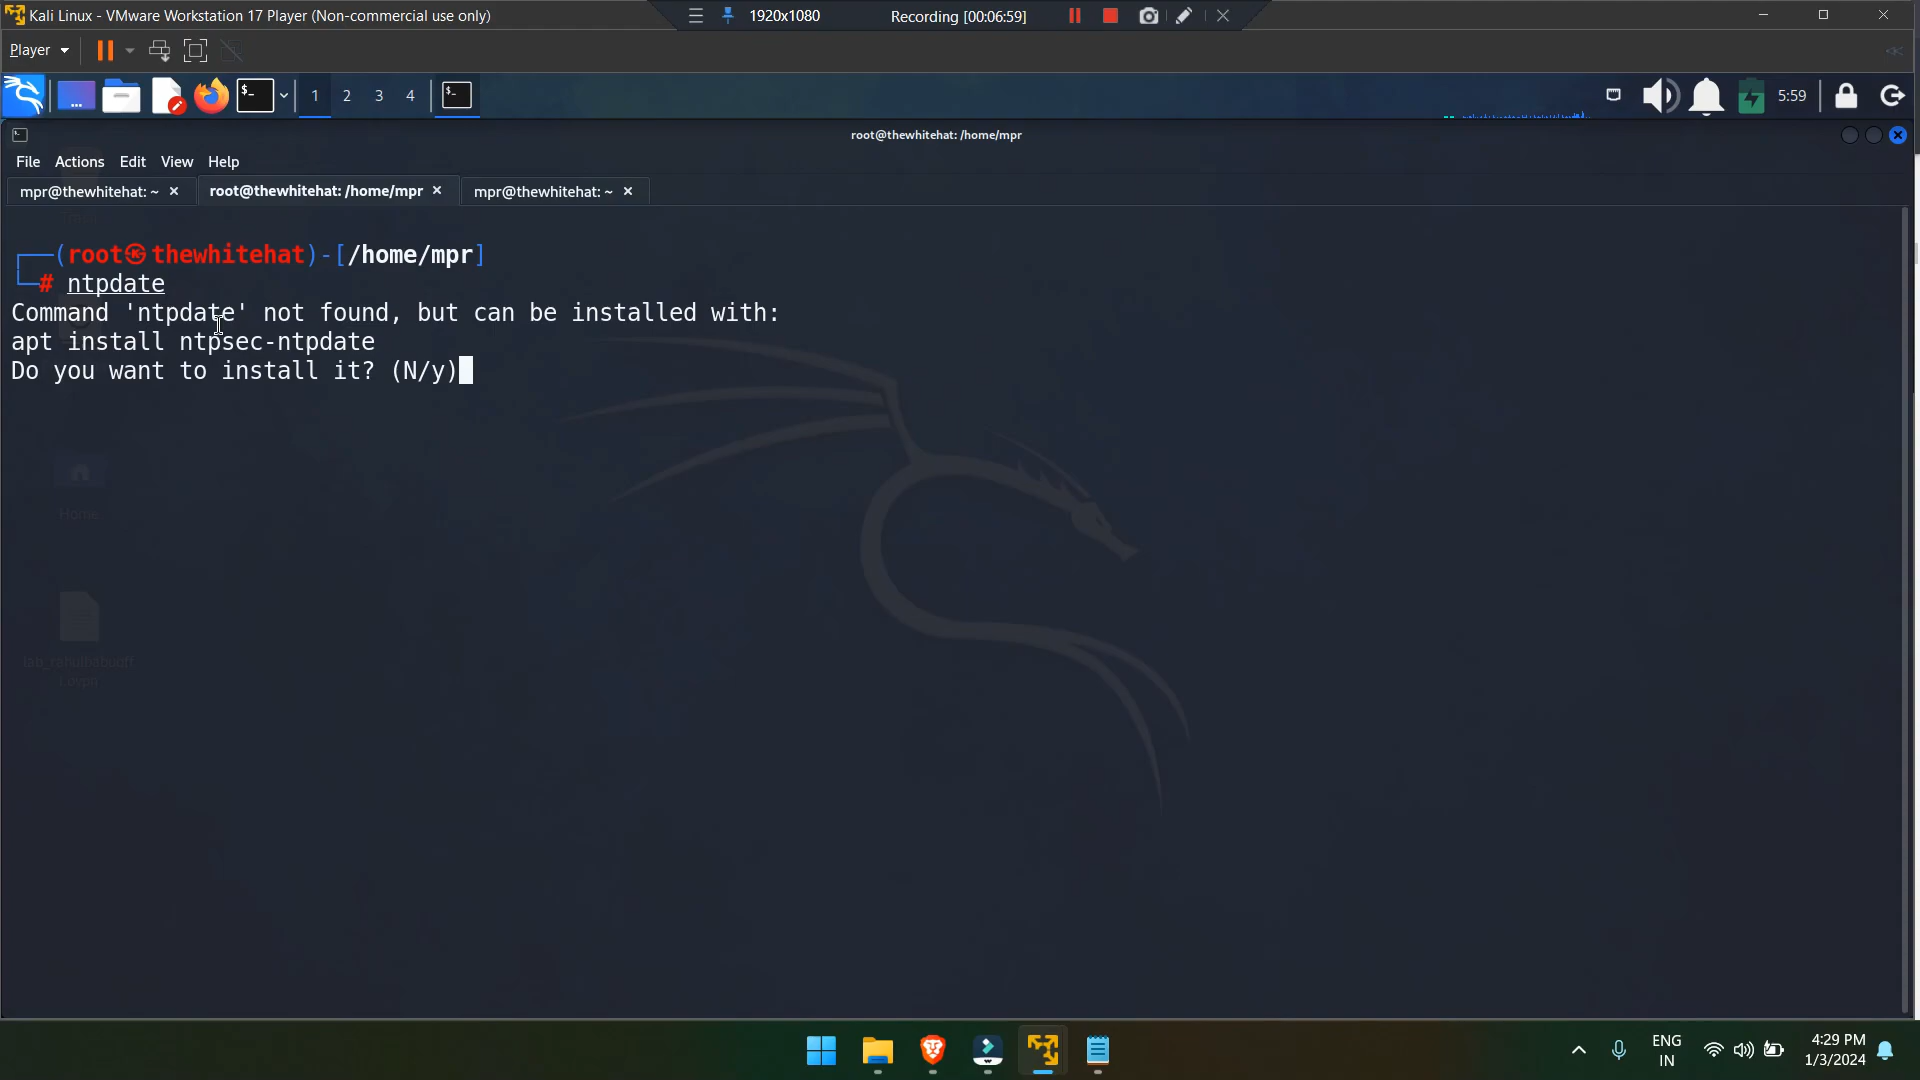 Kali Linux - VMware Workstation 17 Player (Non-commercial use only)
1920x1080
Recording [00:06:59]
Player
1 2 3 4
5:59
root@thewhitehat: /home/mpr
File Actions Edit View Help
mpr@thewhitehat: ~
root@thewhitehat: /home/mpr
mpr@thewhitehat: ~
┌──(root㉿thewhitehat)-[/home/mpr]
└─# ntpdate
Command 'ntpdate' not found, but can be installed with:
apt install ntpsec-ntpdate
Do you want to install it? (N/y)
Home
ENG
IN
4:29 PM
1/3/2024